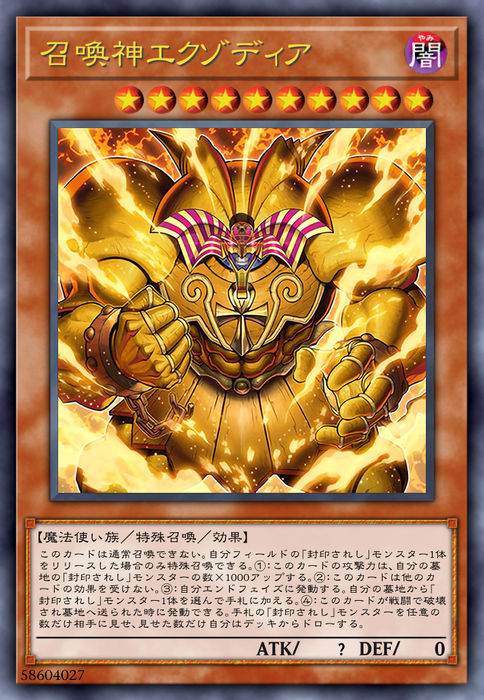 召喚神エクゾディア
やみ
闇
【魔法使い族／特殊召喚／効果】
このカードは通常召喚できない。自分フィールドの「封印されし」モンスター1体
をリリースした場合のみ特殊召喚できる。①：このカードの攻撃力は、自分の墓
地の「封印されし」モンスターの数×1000アップする。②：このカードは他のカ
ードの効果を受けない。③：自分エンドフェイズに発動する。自分の墓地から「
封印されし」モンスター1体を選んで手札に加える。④：このカードが戦闘で破壊
され墓地へ送られた時に発動できる。手札の「封印されし」モンスターを任意の
数だけ相手に見せ、見せた数だけ自分はデッキからドローする。
ATK/ ? DEF/ 0
58604027